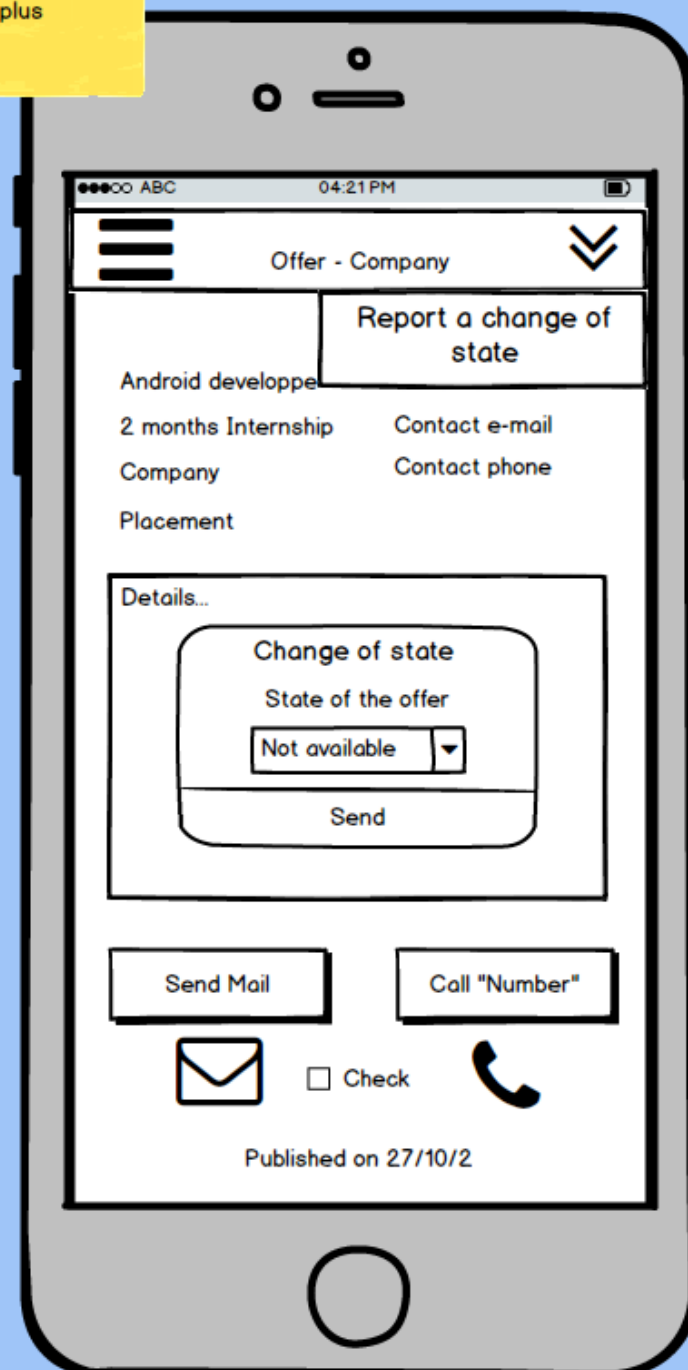 plus
ABC 04:21 PM
Offer - Company
Report a change of
state
Android developpe
2 months Internship
Contact e-mail
Company
Contact phone
Placement
Details...
Change of state
State of the offer
Not available
Send
Send Mail
Call "Number"
Check
Published on 27/10/2